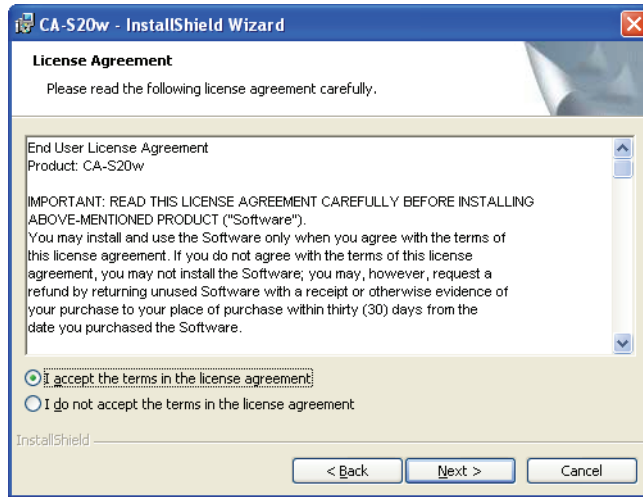 CA-S20w - InstallShield Wizard
License Agreement
Please read the following license agreement carefully.
End User License Agreement
Product: CA-S20w
IMPORTANT: READ THIS LICENSE AGREEMENT CAREFULLY BEFORE INSTALLING
ABOVE-MENTIONED PRODUCT ("Software").
You may install and use the Software only when you agree with the terms of
this license agreement. If you do not agree with the terms of this license
agreement, you may not install the Software; you may, however, request a
refund by returning unused Software with a receipt or otherwise evidence of
your purchase to your place of purchase within thirty (30) days from the
date you purchased the Software.
I accept the terms in the license agreement
I do not accept the terms in the license agreement
InstallShield
< Back
Next >
Cancel